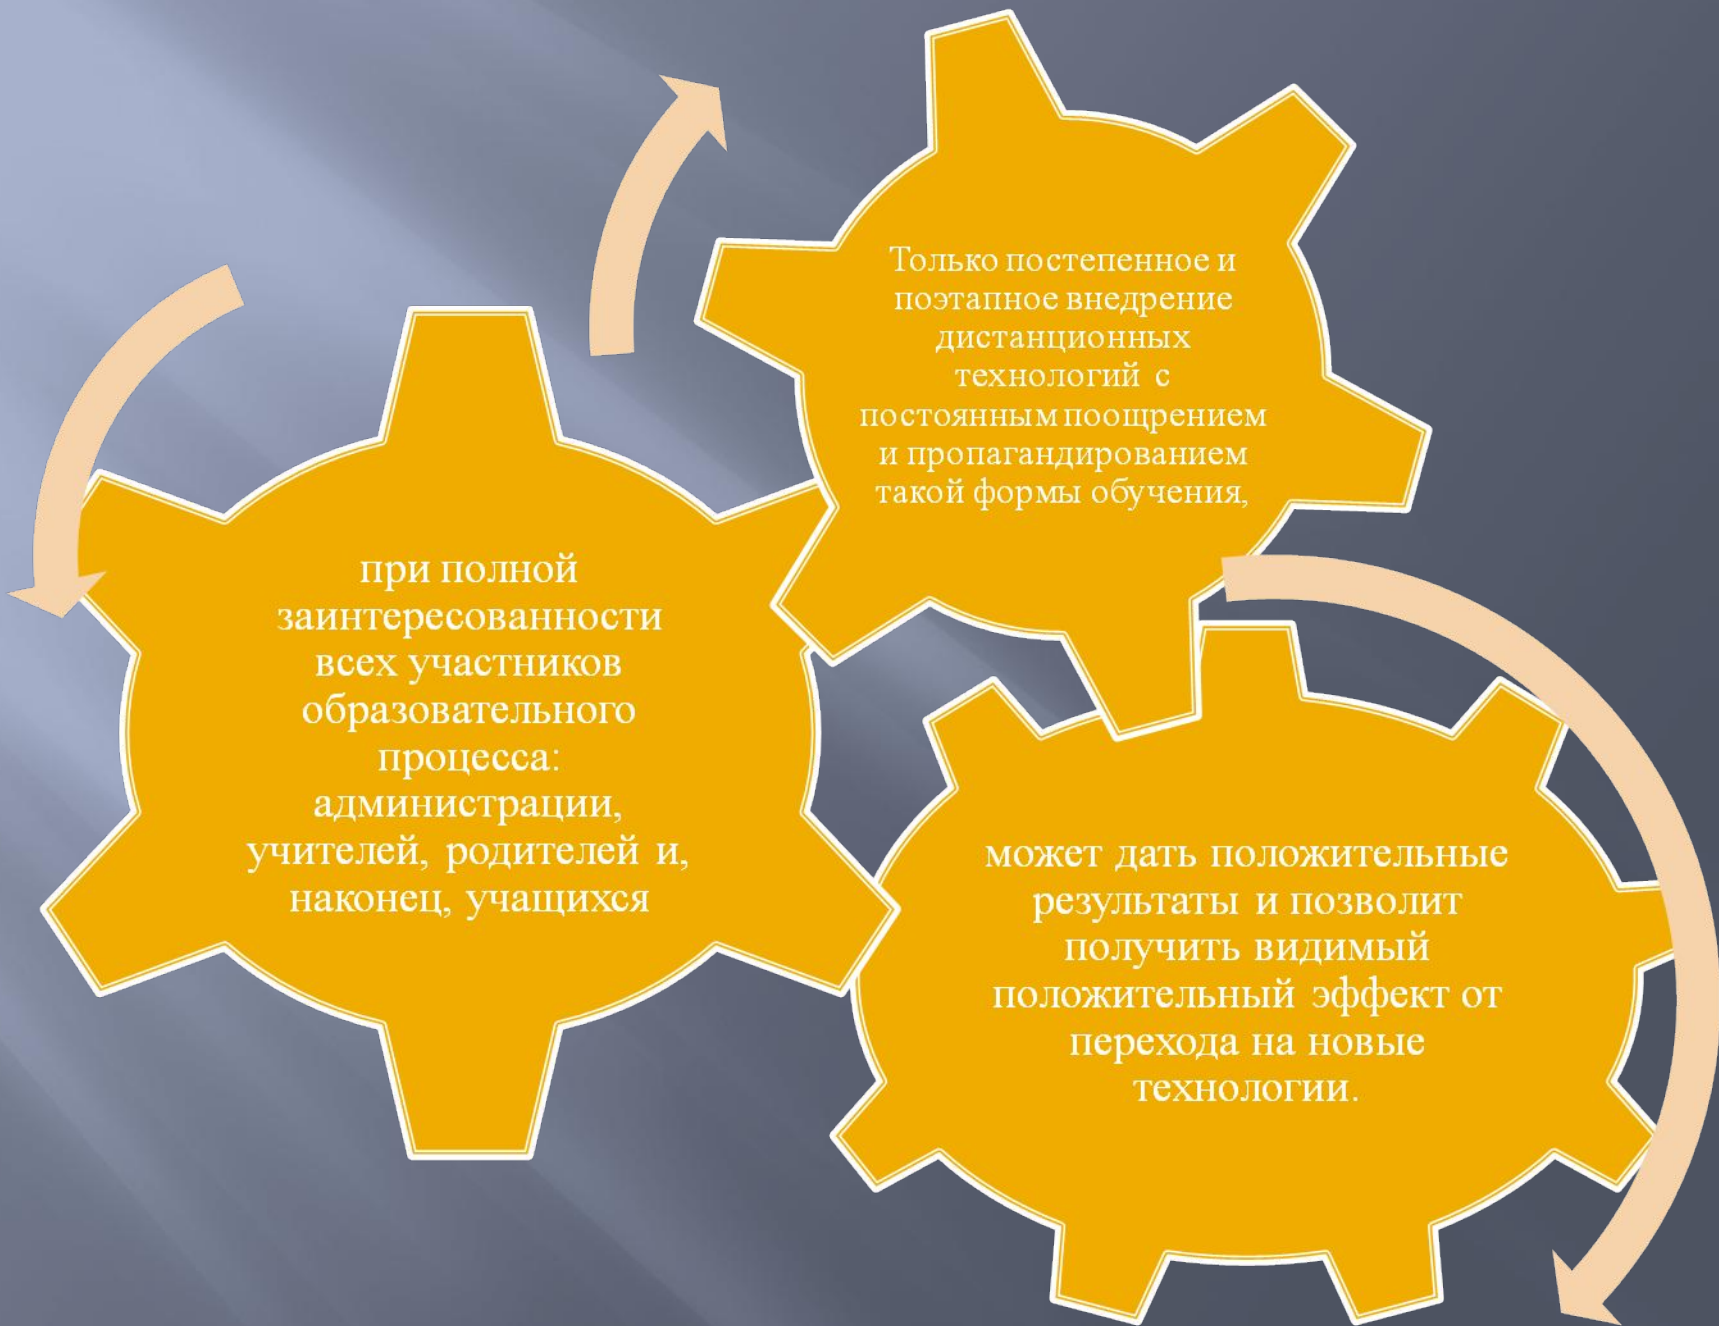 Только постепенное и
поэтапное внедрение
дистанционных
технологий с
постоянным поощрением
и пропагандированием
такой формы обучения,
при полной
заинтересованности
всех участников
образовательного
процесса:
администрации,
учителей, родителей и,
наконец, учащихся
может дать положительные
результаты и позволит
получить видимый
положительный эффект от
перехода на новые
технологии.